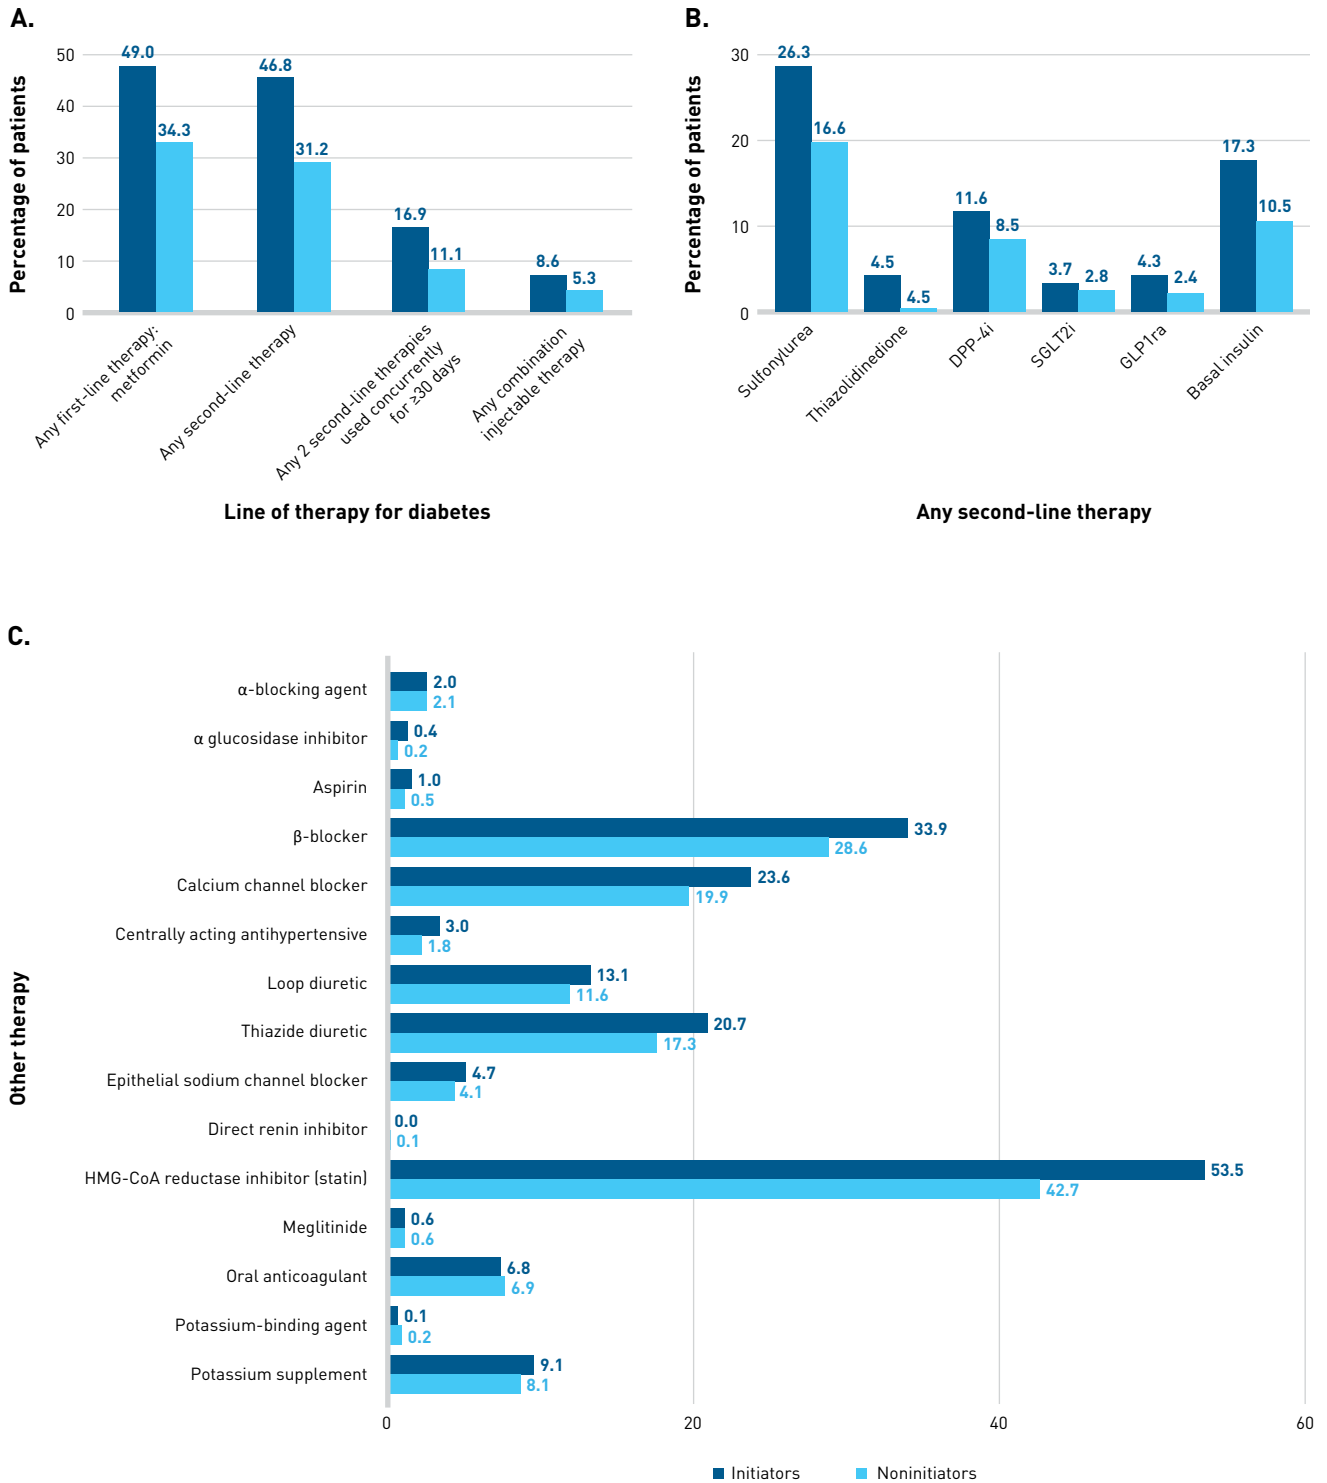 A.
Percentage of patients
50
40
30
20
10
0
49.0
34.3
46.8
31.2
16.9
11.1
8.6
5.3
Any first-line therapy:
metformin
Any second-line therapy
Any 2 second-line therapies
used concurrently
for ≥30 days
Any combination
injectable therapy
Line of therapy for diabetes
B.
Percentage of patients
30
20
10
0
26.3
16.6
4.5
4.5
11.6
8.5
3.7
2.8
4.3
2.4
17.3
10.5
Sulfonylurea
Thiazolidinedione
DPP-4i
SGLT2i
GLP1ra
Basal insulin
Any second-line therapy
C.
Other therapy
α-blocking agent
2.0
2.1
α glucosidase inhibitor
0.4
0.2
Aspirin
1.0
0.5
β-blocker
33.9
28.6
Calcium channel blocker
23.6
19.9
Centrally acting antihypertensive
3.0
1.8
Loop diuretic
13.1
11.6
Thiazide diuretic
20.7
17.3
Epithelial sodium channel blocker
4.7
4.1
Direct renin inhibitor
0.0
0.1
HMG-CoA reductase inhibitor (statin)
53.5
42.7
Meglitinide
0.6
0.6
Oral anticoagulant
6.8
6.9
Potassium-binding agent
0.1
0.2
Potassium supplement
9.1
8.1
0
20
40
60
Initiators
Noninitiators